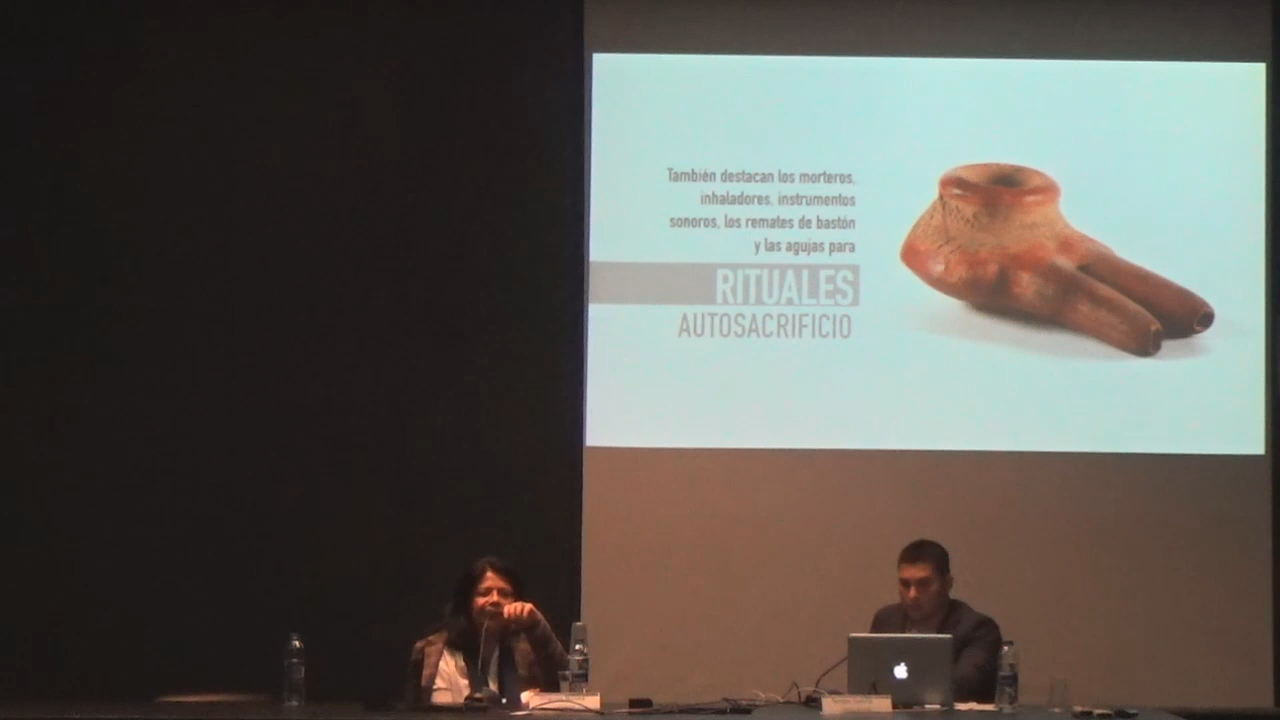 También destacan los morteros,
inhaladores, instrumentos
sonoros, los remates de bastón
y las agujas para
RITUALES
AUTOSACRIFICIO